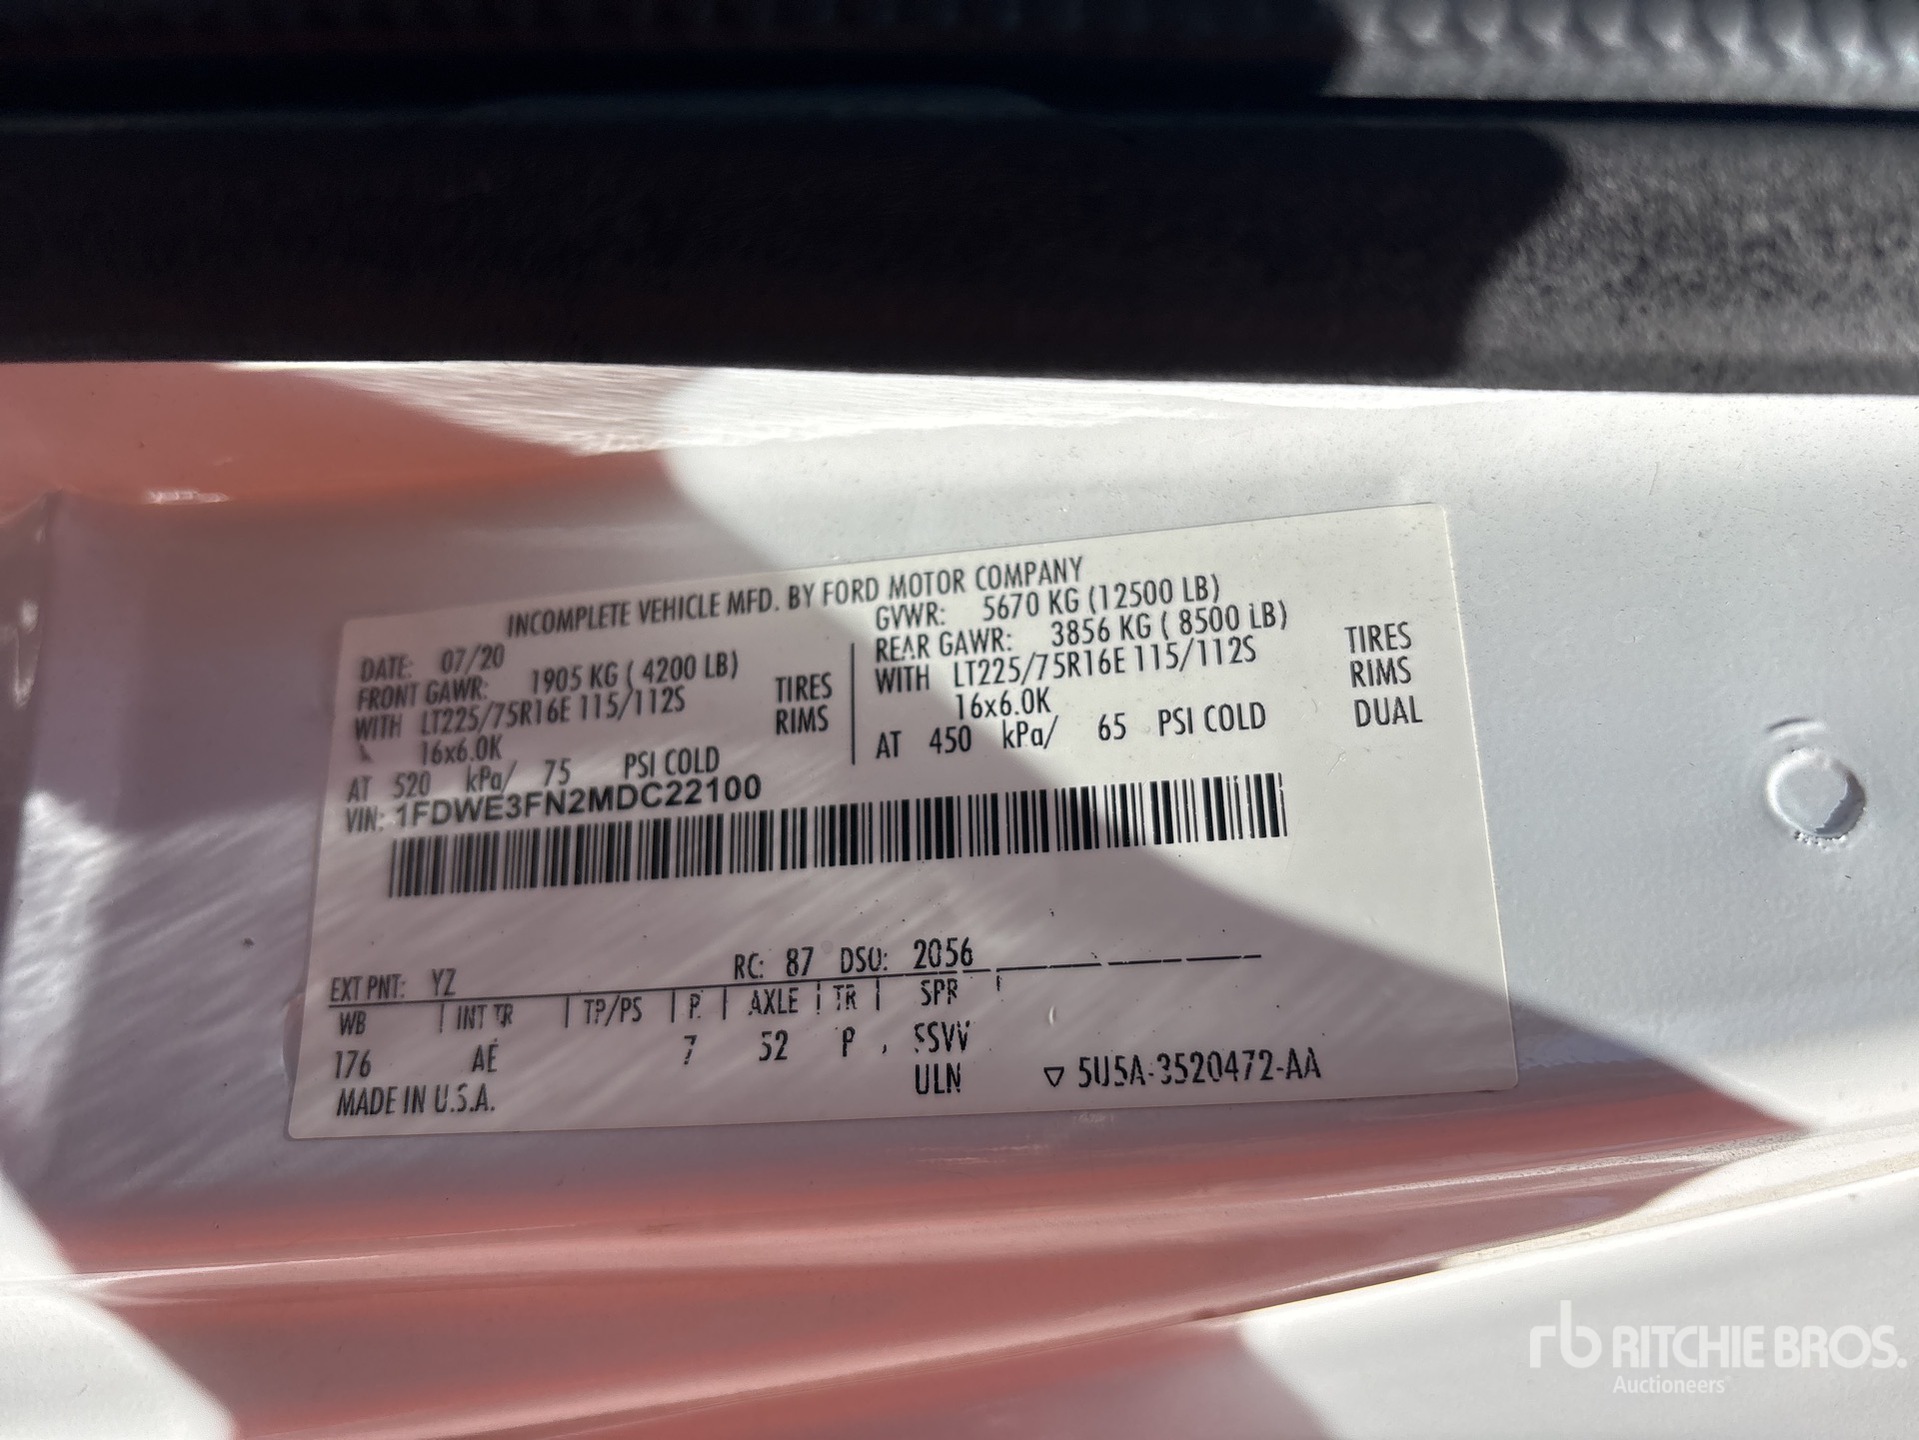 INCOMPLETE VEHICLE MFD. BY FORD MOTOR COMPANY
DATE: 07/20 GVWR: 5670 KG (12500 LB)
FRONT GAWR: 1905 KG ( 4200 LB) REAR GAWR: 3856 KG ( 8500 LB)
WITH LT225/75R16E 115/112S TIRES WITH LT225/75R16E 115/112S TIRES
16x6.0K RIMS 16x6.0K RIMS
AT 520 kPa/ 75 PSI COLD AT 450 kPa/ 65 PSI COLD DUAL
VIN: 1FDWE3FN2MDC22100
EXT PNT: YZ RC: 87 DSO: 2056
WB INT TR TP/PS R AXLE TR SPR
176 AE 7 52 P SSVV
ULN ▽ 5U5A-3520472-AA
MADE IN U.S.A.
rb RITCHIE BROS.
Auctioneers